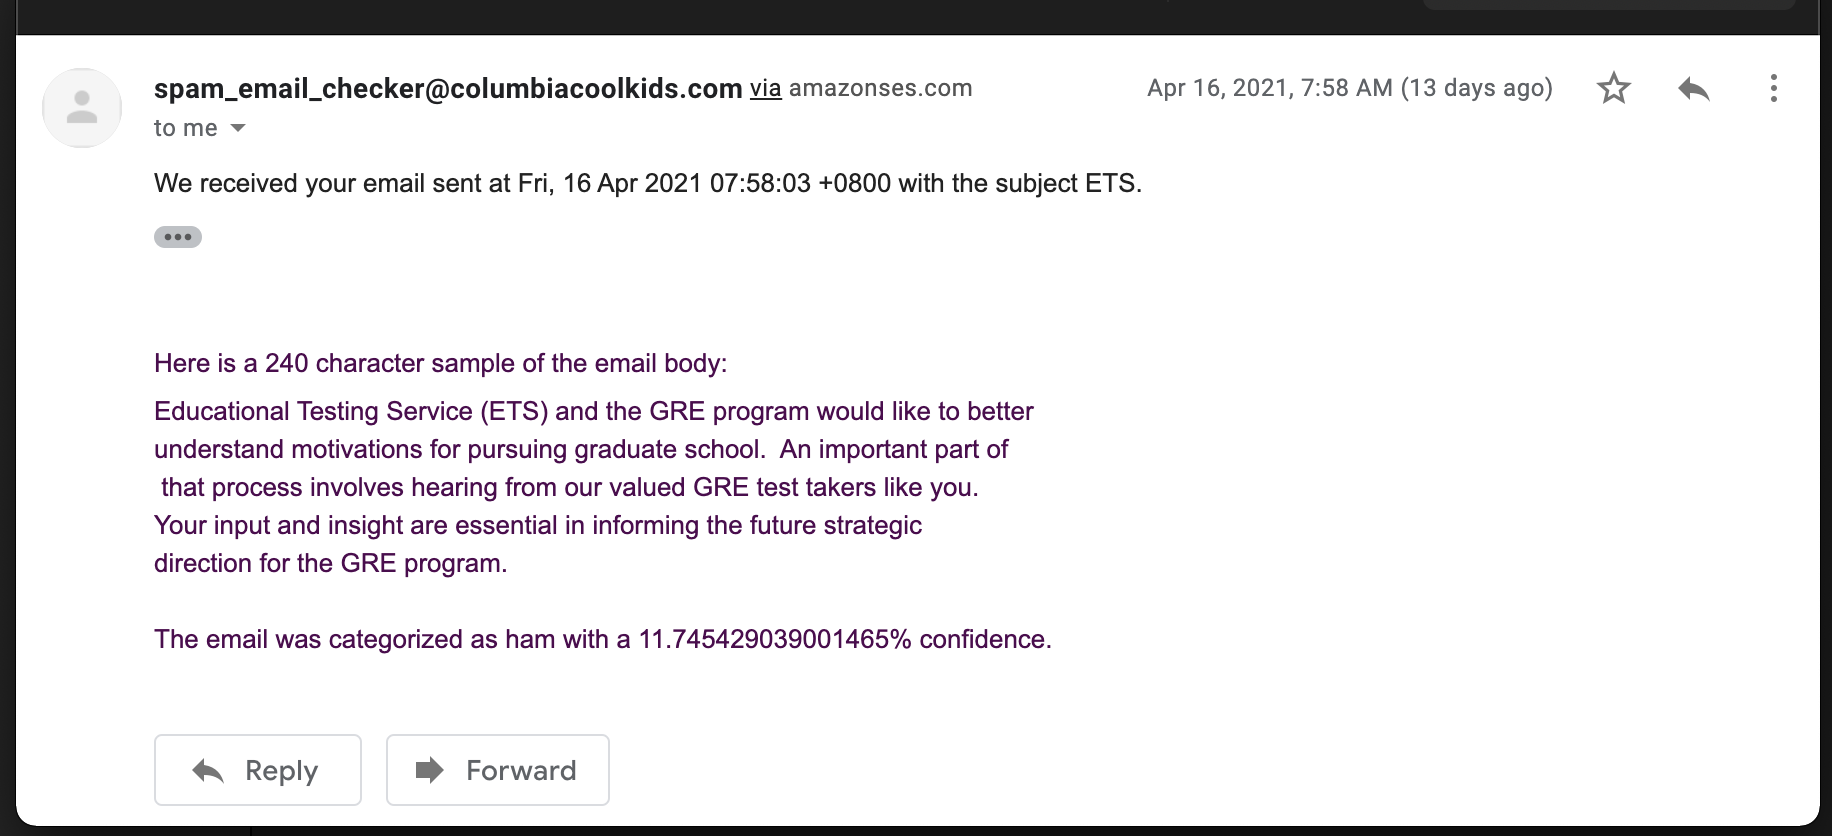 spam_email_checker@columbiacoolkids.com via amazonses.com
Apr 16, 2021, 7:58 AM (13 days ago)
to me
We received your email sent at Fri, 16 Apr 2021 07:58:03 +0800 with the subject ETS.
Here is a 240 character sample of the email body:
Educational Testing Service (ETS) and the GRE program would like to better
understand motivations for pursuing graduate school.  An important part of
that process involves hearing from our valued GRE test takers like you.
Your input and insight are essential in informing the future strategic
direction for the GRE program.
The email was categorized as ham with a 11.745429039001465% confidence.
Reply
Forward